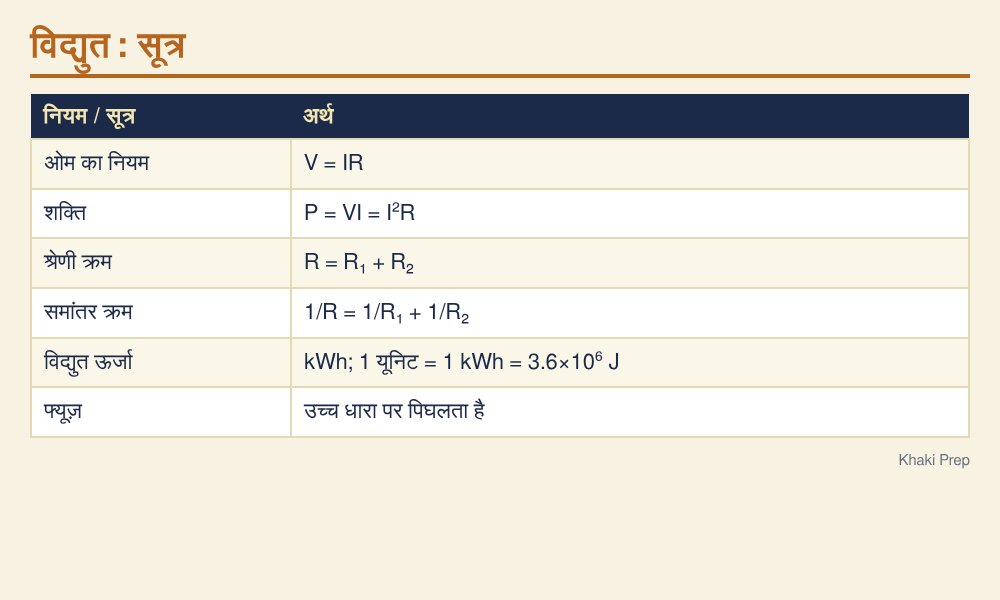 विद्युत : सूत्र
नियम / सूत्र अर्थ
ओम का नियम V = IR
शक्ति P = VI = I²R
श्रेणी क्रम R = R₁ + R₂
समांतर क्रम 1/R = 1/R₁ + 1/R₂
विद्युत ऊर्जा kWh; 1 यूनिट = 1 kWh = 3.6×10⁶ J
फ्यूज़ उच्च धारा पर पिघलता है
Khaki Prep